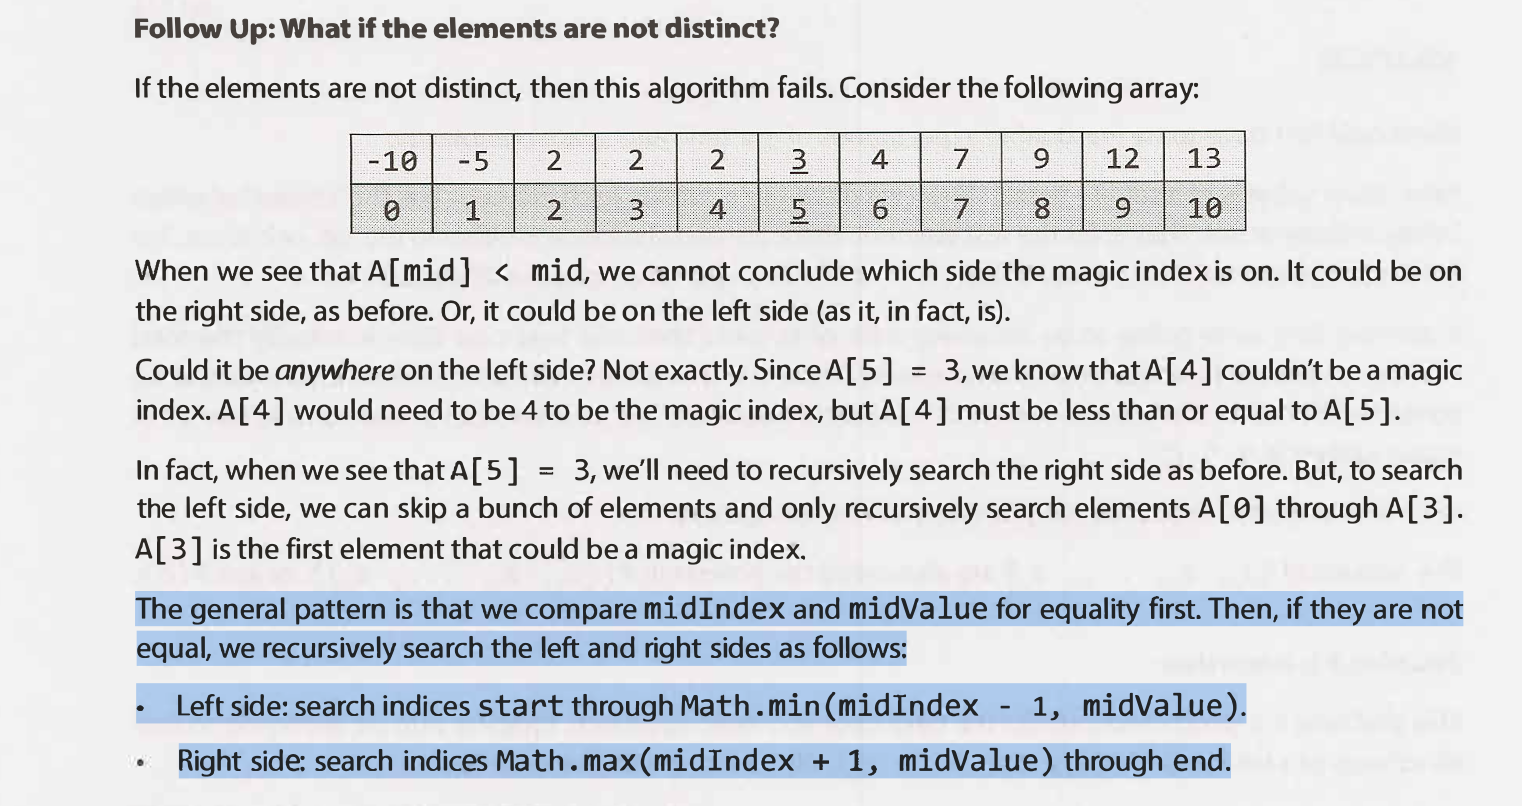 Follow Up: What if the elements are not distinct?
If the elements are not distinct, then this algorithm fails. Consider the following array:
-10 -5 2 2 2 3 4 7 9 12 13
0 1 2 3 4 5 6 7 8 9 10
When we see that A[mid] < mid, we cannot conclude which side the magic index is on. It could be on
the right side, as before. Or, it could be on the left side (as it, in fact, is).
Could it be anywhere on the left side? Not exactly. Since A[5] = 3, we know that A[4] couldn't be a magic
index. A[4] would need to be 4 to be the magic index, but A[4] must be less than or equal to A[5].
In fact, when we see that A[5] = 3, we'll need to recursively search the right side as before. But, to search
the left side, we can skip a bunch of elements and only recursively search elements A[0] through A[3].
A[3] is the first element that could be a magic index.
The general pattern is that we compare midIndex and midValue for equality first. Then, if they are not
equal, we recursively search the left and right sides as follows:
• Left side: search indices start through Math.min(midIndex - 1, midValue).
• Right side: search indices Math.max(midIndex + 1, midValue) through end.